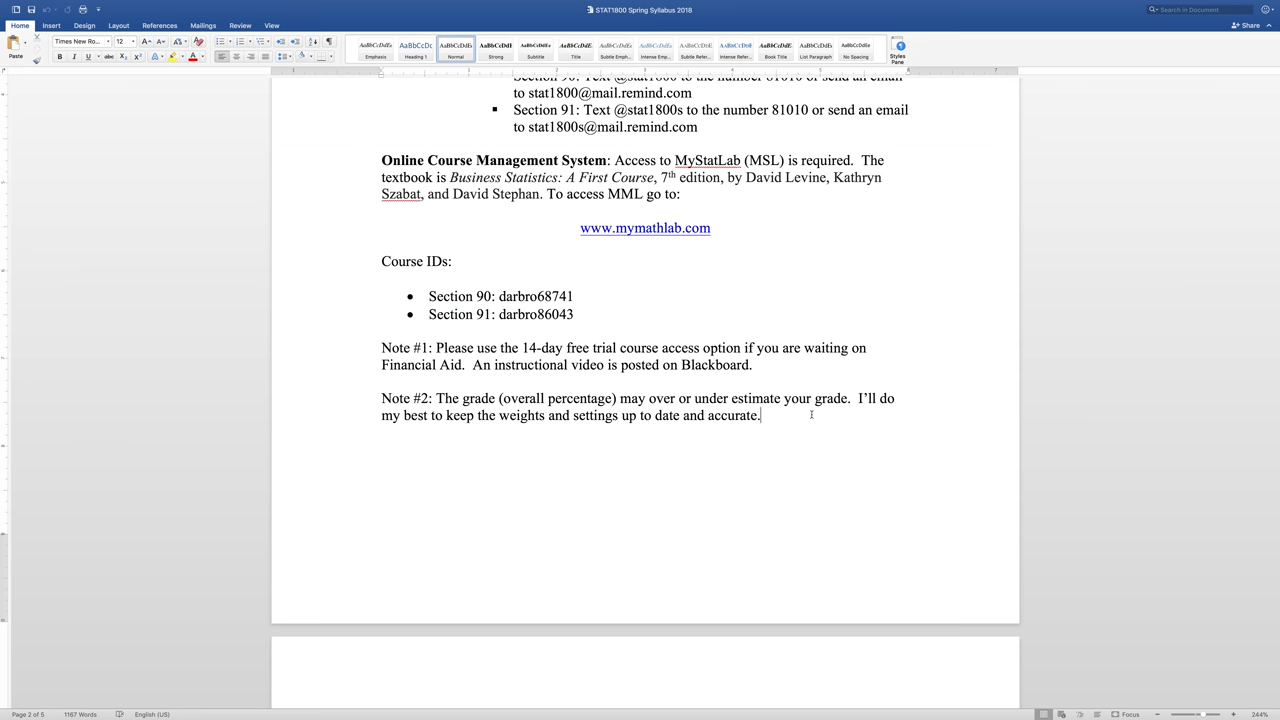 STAT1800 Spring Syllabus 2018
Search in Document
Home Insert Design Layout References Mailings Review View
Share
Paste
Times New Ro...
12
AaBbCcDdEe AaBbCcDc AaBbCcDdE AaBbCcDdE AaBbCcDdEe AaBbCcDdE AaBbCcDdE AaBbCcDdEe AaBbCcDdE AaBbCcDdE AaBbCcDdE AaBbCcDdE AaBbCcDdE
Emphasis Heading 1 Normal Strong Subtitle Title Subtle Emph... Intense Emp... Subtle Refer... Intense Refer... Book Title List Paragraph No Spacing
Styles
Pane
Section 90: Text @stat1800 to the number 81010 or send an email
to stat1800@mail.remind.com
▪ Section 91: Text @stat1800s to the number 81010 or send an email
to stat1800s@mail.remind.com
Online Course Management System: Access to MyStatLab (MSL) is required. The
textbook is Business Statistics: A First Course, 7th edition, by David Levine, Kathryn
Szabat, and David Stephan. To access MML go to:
www.mymathlab.com
Course IDs:
• Section 90: darbro68741
• Section 91: darbro86043
Note #1: Please use the 14-day free trial course access option if you are waiting on
Financial Aid. An instructional video is posted on Blackboard.
Note #2: The grade (overall percentage) may over or under estimate your grade. I’ll do
my best to keep the weights and settings up to date and accurate.
Page 2 of 5 1167 Words English (US) Focus 244%